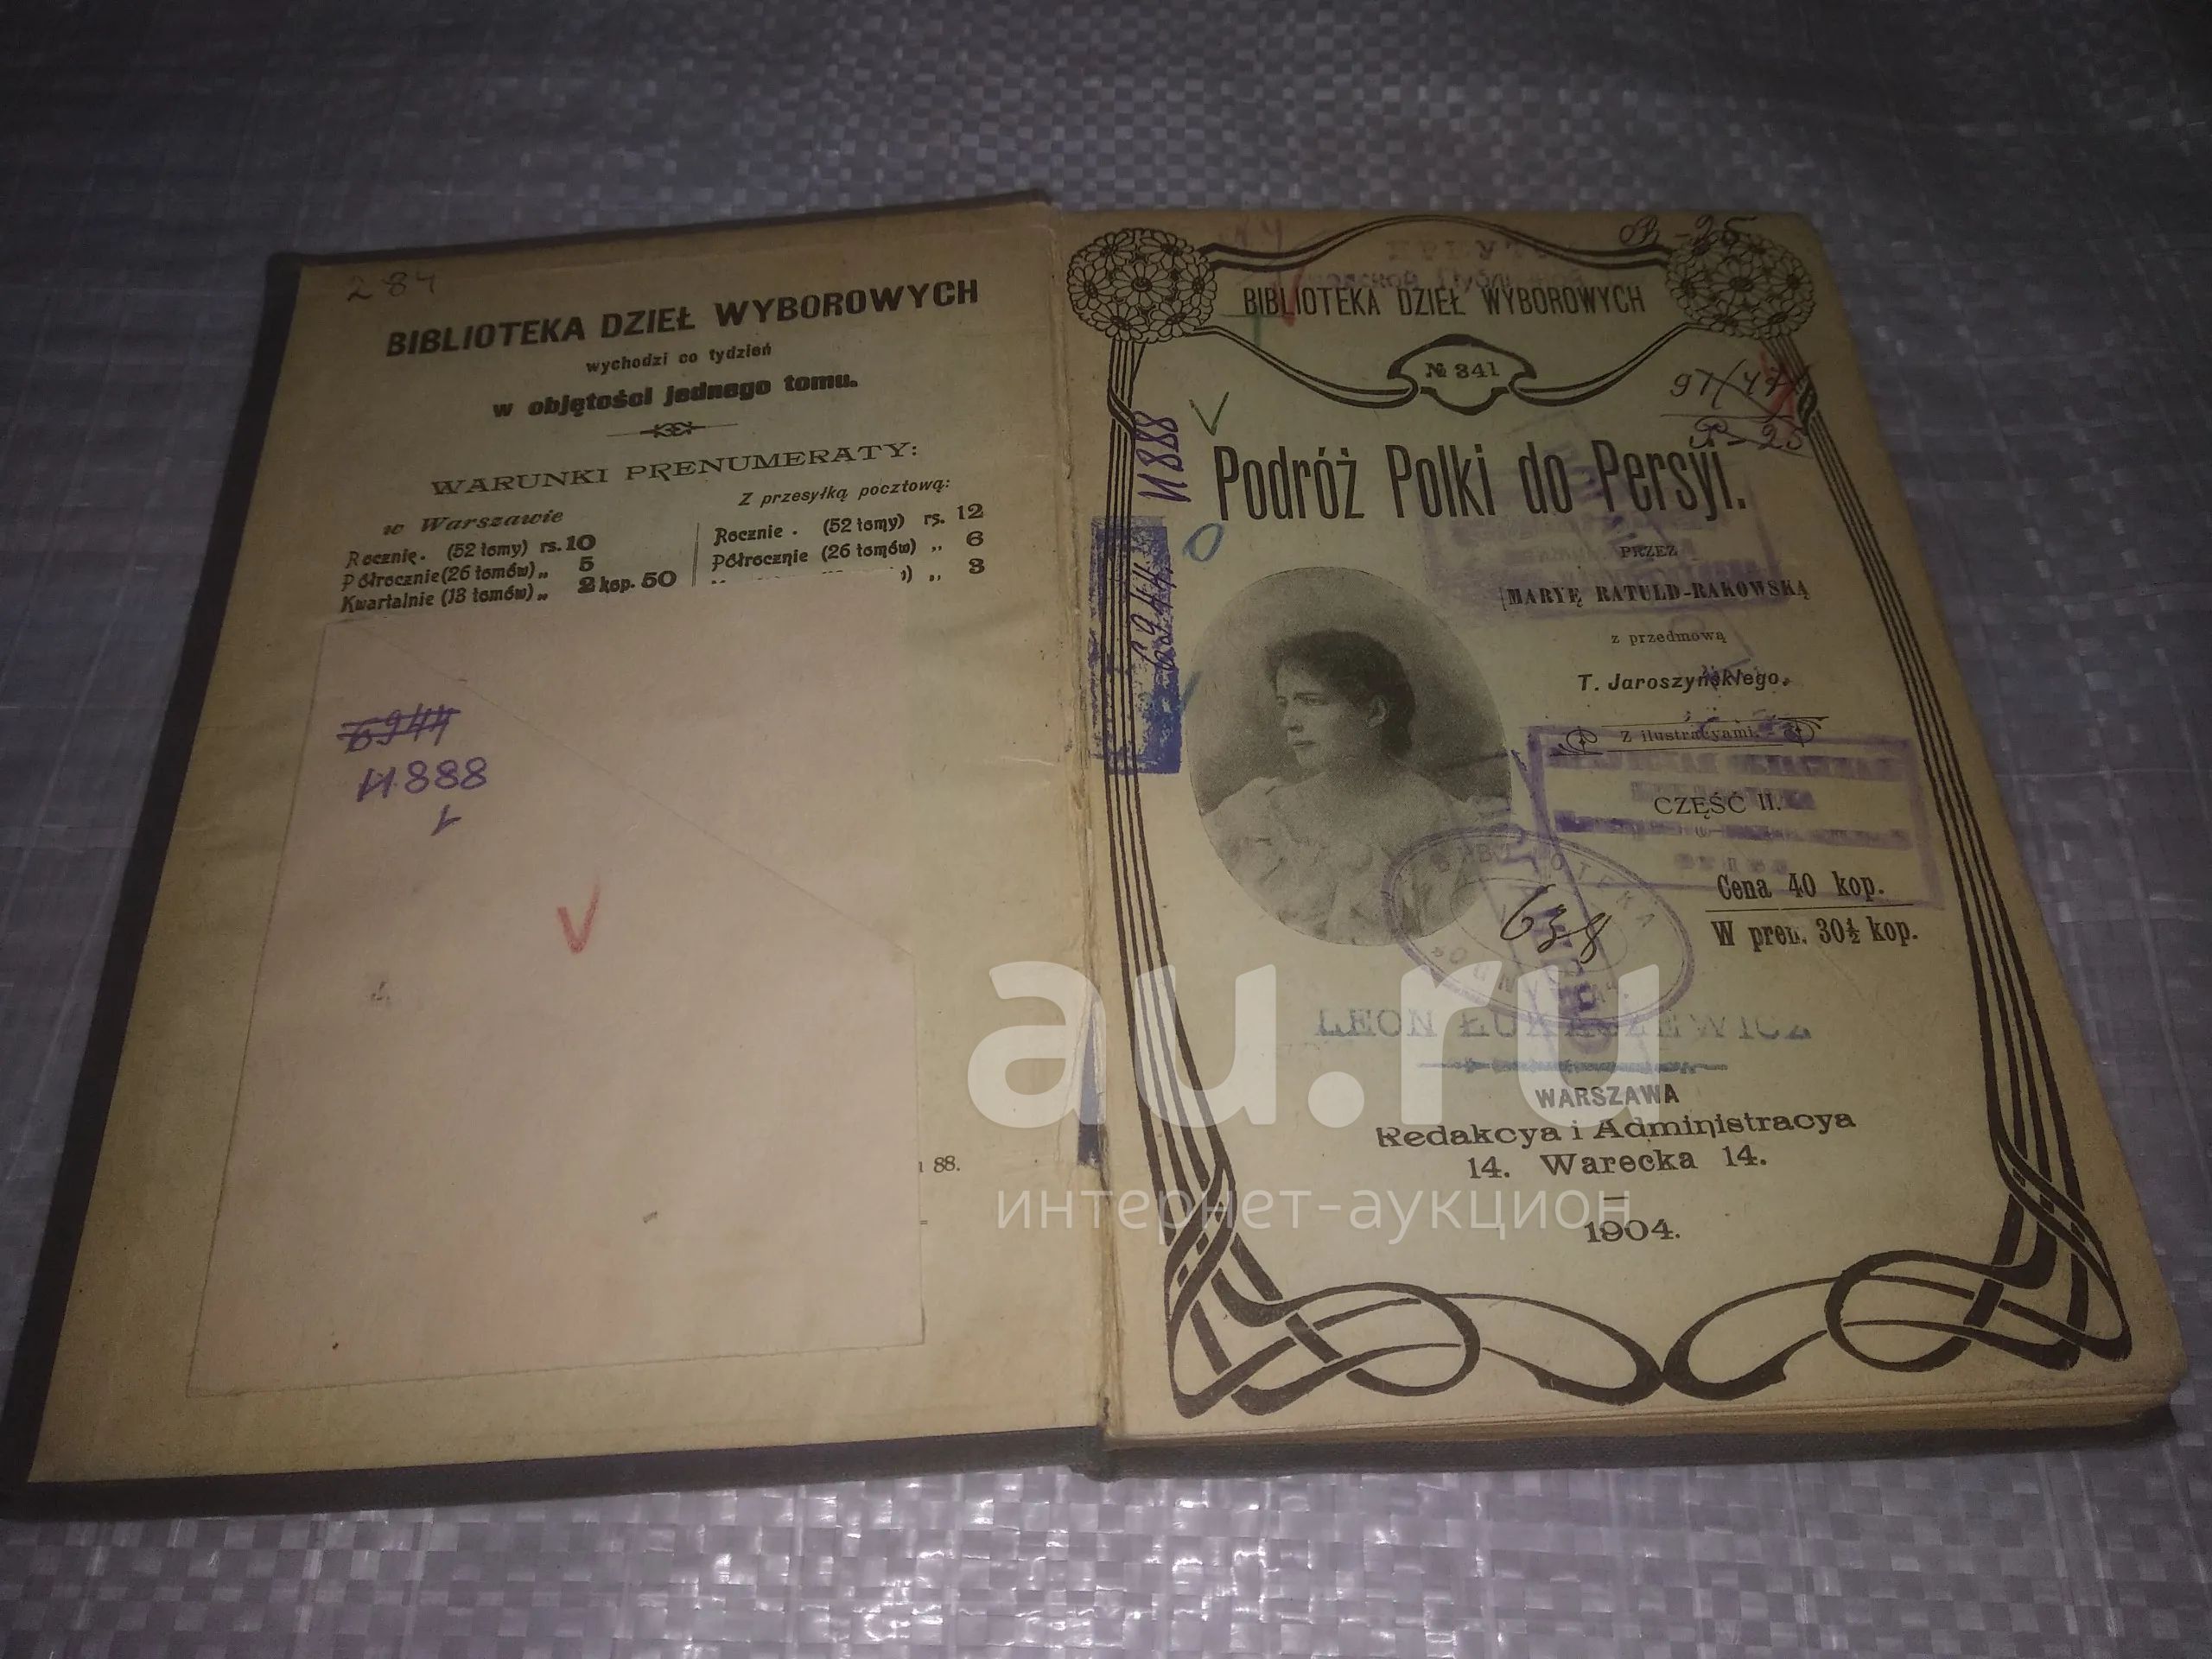 284
BIBLIOTEKA DZIEŁ WYBOROWYCH
wychodzi co tydzień
w objętości jednego tomu.
WARUNKI PRENUMERATY:
w Warszawie
Rocznie. (52 tomy) rs. 10
Półrocznie (26 tomów) „ 5
Kwartalnie (13 tomów) „ 2 kop. 50
Z przesyłką pocztową:
Rocznie . (52 tomy) rs. 12
Półrocznie (26 tomów) „ 6
) „ 3
6944
И888
88.
P-25
BIBLIOTEKA DZIEŁ WYBOROWYCH
№ 341
97/44
P-25
И888
6944
Podróż Polki do Persyi.
PRZEZ
MARYĘ RATULD-RAKOWSKĄ
z przedmową
T. Jaroszyńskiego.
Z ilustracyami.
CZĘŚĆ II.
Cena 40 kop.
W pren. 30½ kop.
638
LEON ŁUKASZEWICZ
WARSZAWA
Redakcya i Administracya
14. Warecka 14.
1904.
au.ru
интернет-аукцион